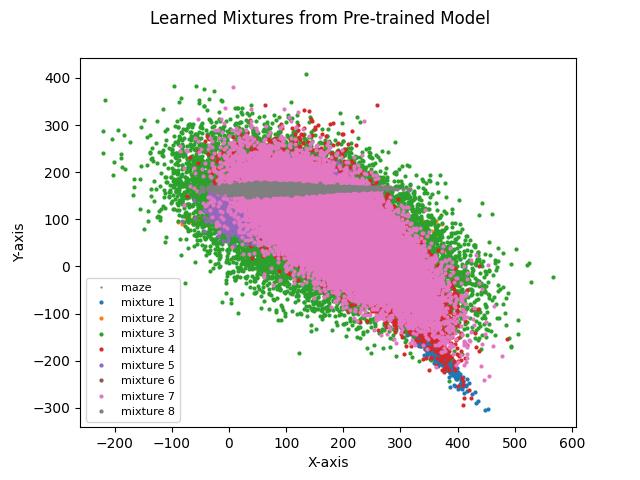 Learned Mixtures from Pre-trained Model
Y-axis
400
300
200
100
0
−100
−200
−300
maze
mixture 1
mixture 2
mixture 3
mixture 4
mixture 5
mixture 6
mixture 7
mixture 8
−200 −100 0 100 200 300 400 500 600
X-axis